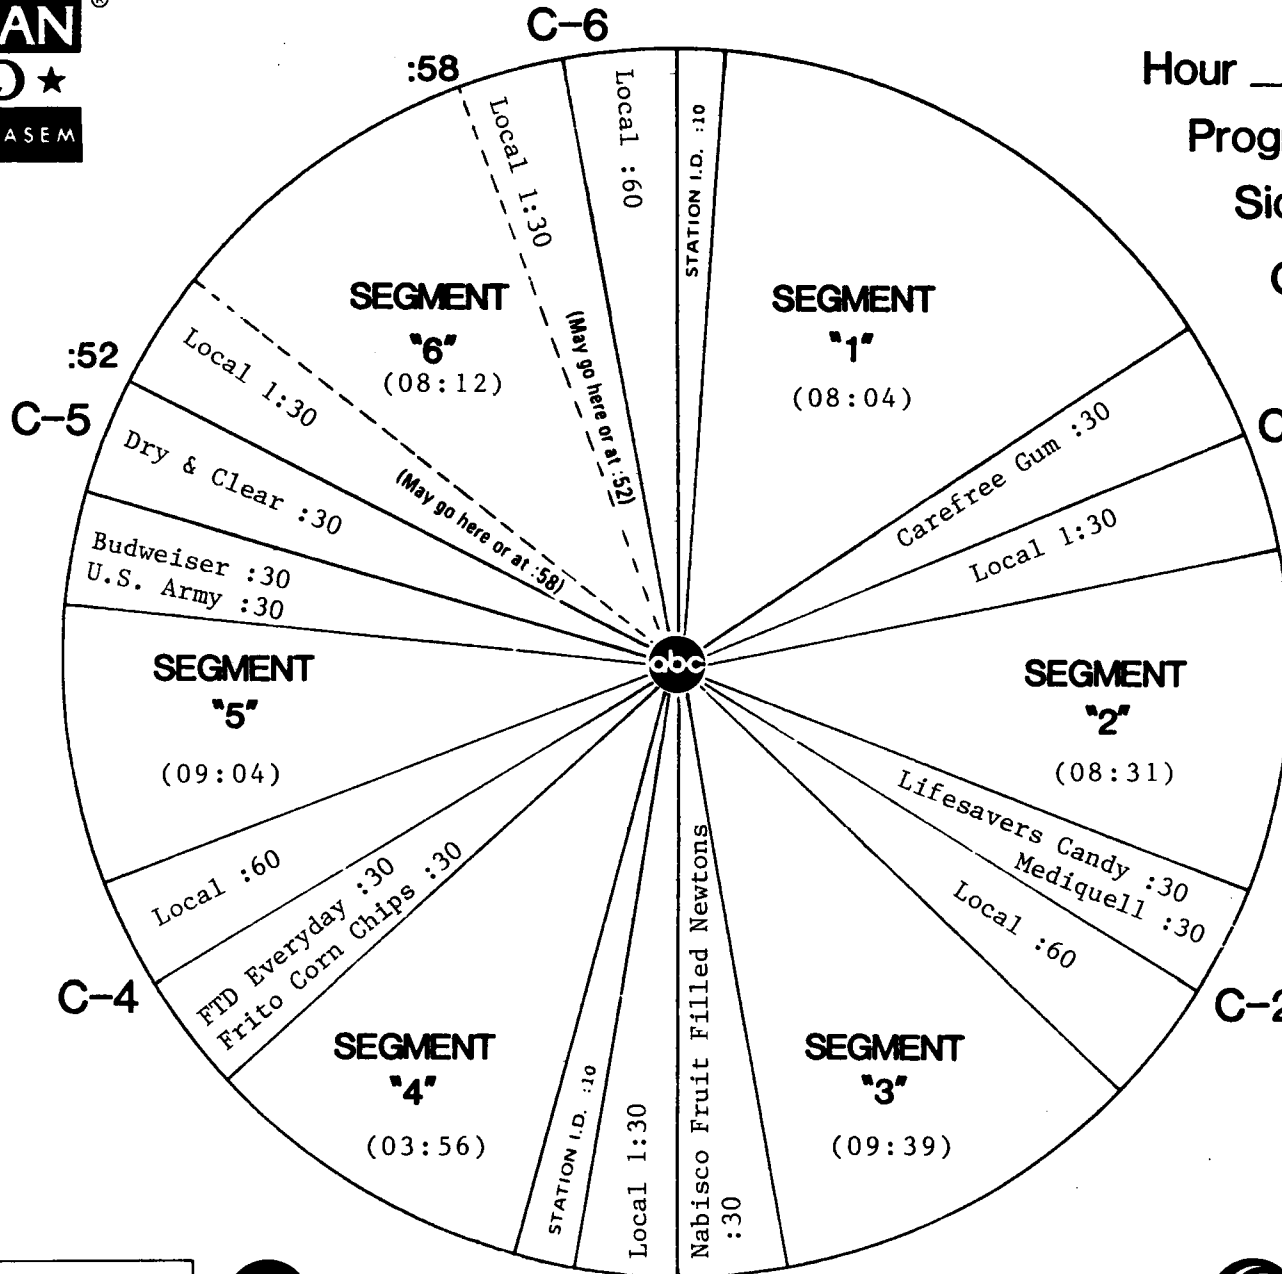 AN ®
ASEM
Hour
C-6
:58
Local 1:30
(May go here or at :52)
Local :60
STATION I.D. :10
SEGMENT
"1"
(08:04)
Carefree Gum :30
Local 1:30
SEGMENT
"2"
(08:31)
Lifesavers Candy :30
Mediquell :30
C-2
Local :60
SEGMENT
"3"
(09:39)
Nabisco Fruit Filled Newtons
:30
Local 1:30
STATION I.D. :10
SEGMENT
"4"
(03:56)
FTD Everyday :30
Frito Corn Chips :30
C-4
Local :60
SEGMENT
"5"
(09:04)
Budweiser :30
U.S. Army :30
Dry & Clear :30
C-5
:52
Local 1:30
(May go here or at :58)
SEGMENT
"6"
(08:12)
abc